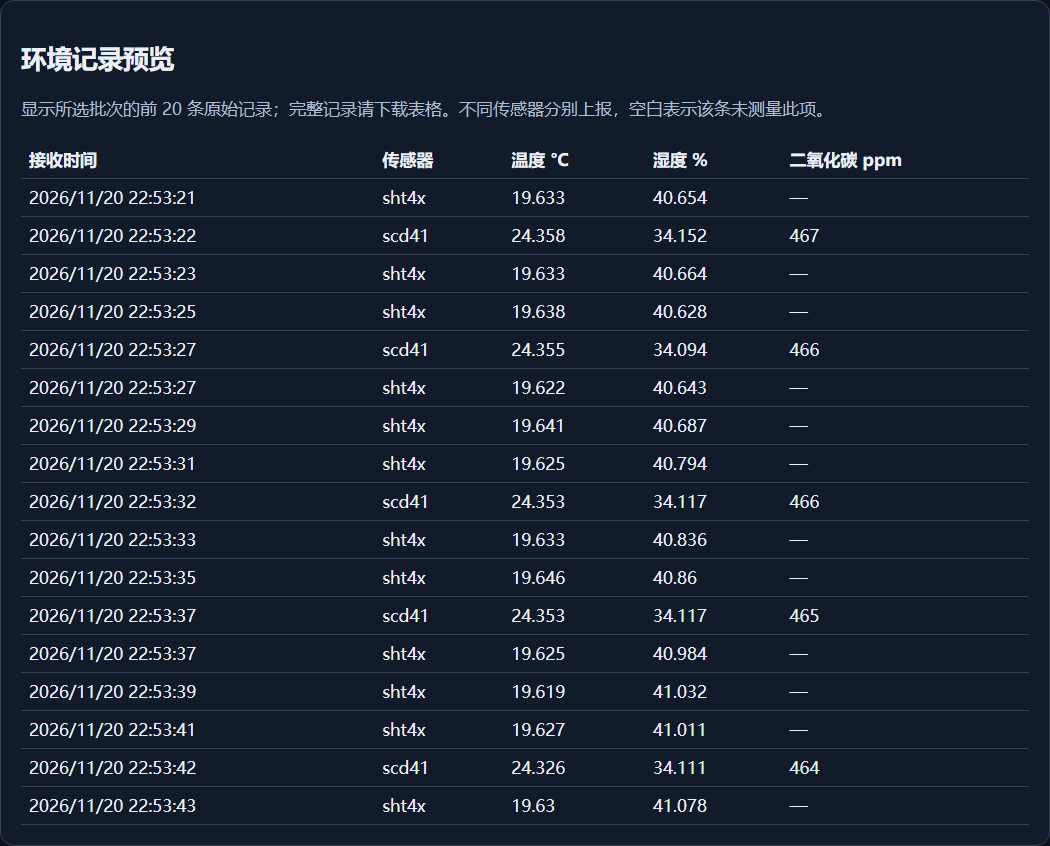 环境记录预览
显示所选批次的前 20 条原始记录；完整记录请下载表格。不同传感器分别上报，空白表示该条未测量此项。
接收时间 传感器 温度 °C 湿度 % 二氧化碳 ppm
2026/11/20 22:53:21 sht4x 19.633 40.654 —
2026/11/20 22:53:22 scd41 24.358 34.152 467
2026/11/20 22:53:23 sht4x 19.633 40.664 —
2026/11/20 22:53:25 sht4x 19.638 40.628 —
2026/11/20 22:53:27 scd41 24.355 34.094 466
2026/11/20 22:53:27 sht4x 19.622 40.643 —
2026/11/20 22:53:29 sht4x 19.641 40.687 —
2026/11/20 22:53:31 sht4x 19.625 40.794 —
2026/11/20 22:53:32 scd41 24.353 34.117 466
2026/11/20 22:53:33 sht4x 19.633 40.836 —
2026/11/20 22:53:35 sht4x 19.646 40.86 —
2026/11/20 22:53:37 scd41 24.353 34.117 465
2026/11/20 22:53:37 sht4x 19.625 40.984 —
2026/11/20 22:53:39 sht4x 19.619 41.032 —
2026/11/20 22:53:41 sht4x 19.627 41.011 —
2026/11/20 22:53:42 scd41 24.326 34.111 464
2026/11/20 22:53:43 sht4x 19.63 41.078 —